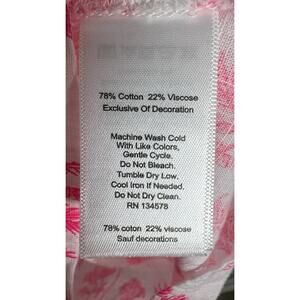 78% Cotton 22% Viscose
Exclusive Of Decoration
Machine Wash Cold
With Like Colors,
Gentle Cycle.
Do Not Bleach.
Tumble Dry Low.
Cool Iron If Needed.
Do Not Dry Clean.
RN 134578
78% coton 22% viscose
Sauf decorations